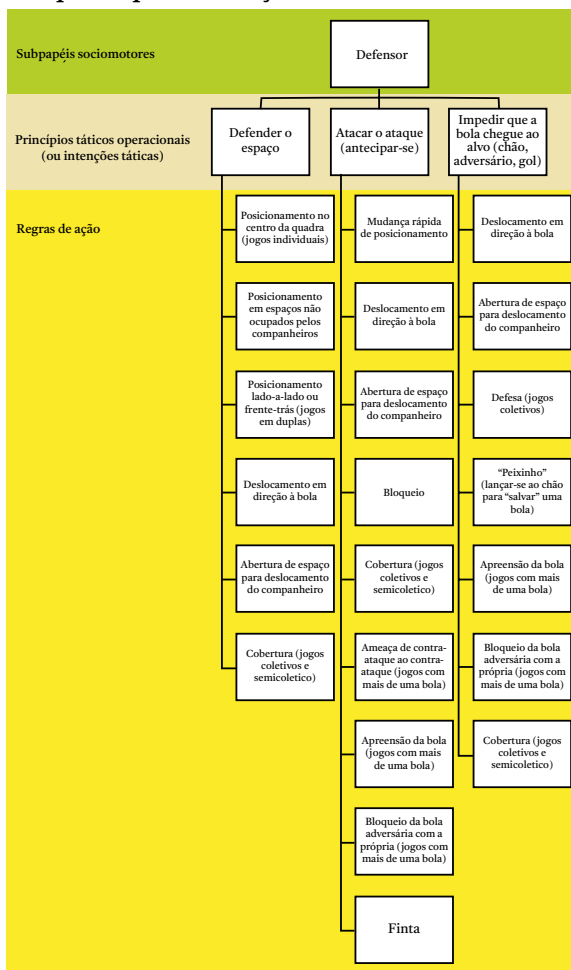 Subpapéis sociomotores
Defensor
Princípios táticos operacionais
(ou intenções táticas)
Defender o
espaço
Atacar o ataque
(antecipar-se)
Impedir que a
bola chegue ao
alvo (chão,
adversário, gol)
Regras de ação
Posicionamento no
centro da quadra
(jogos individuais)
Posicionamento
em espaços não
ocupados pelos
companheiros
Posicionamento
lado-a-lado ou
frente-trás (jogos
em duplas)
Deslocamento em
direção à bola
Abertura de espaço
para deslocamento
do companheiro
Cobertura (jogos
coletivos e
semicoletico)
Mudança rápida
de posicionamento
Deslocamento em
direção à bola
Abertura de espaço
para deslocamento
do companheiro
Bloqueio
Cobertura (jogos
coletivos e
semicoletico)
Ameaça de contra-
ataque ao contra-
ataque (jogos com
mais de uma bola)
Apreensão da bola
(jogos com mais
de uma bola)
Bloqueio da bola
adversária com a
própria (jogos com
mais de uma bola)
Finta
Deslocamento em
direção à bola
Abertura de espaço
para deslocamento
do companheiro
Defesa (jogos
coletivos)
“Peixinho”
(lançar-se ao chão
para “salvar” uma
bola)
Apreensão da bola
(jogos com mais
de uma bola)
Bloqueio da bola
adversária com a
própria (jogos com
mais de uma bola)
Cobertura (jogos
coletivos e
semicoletico)